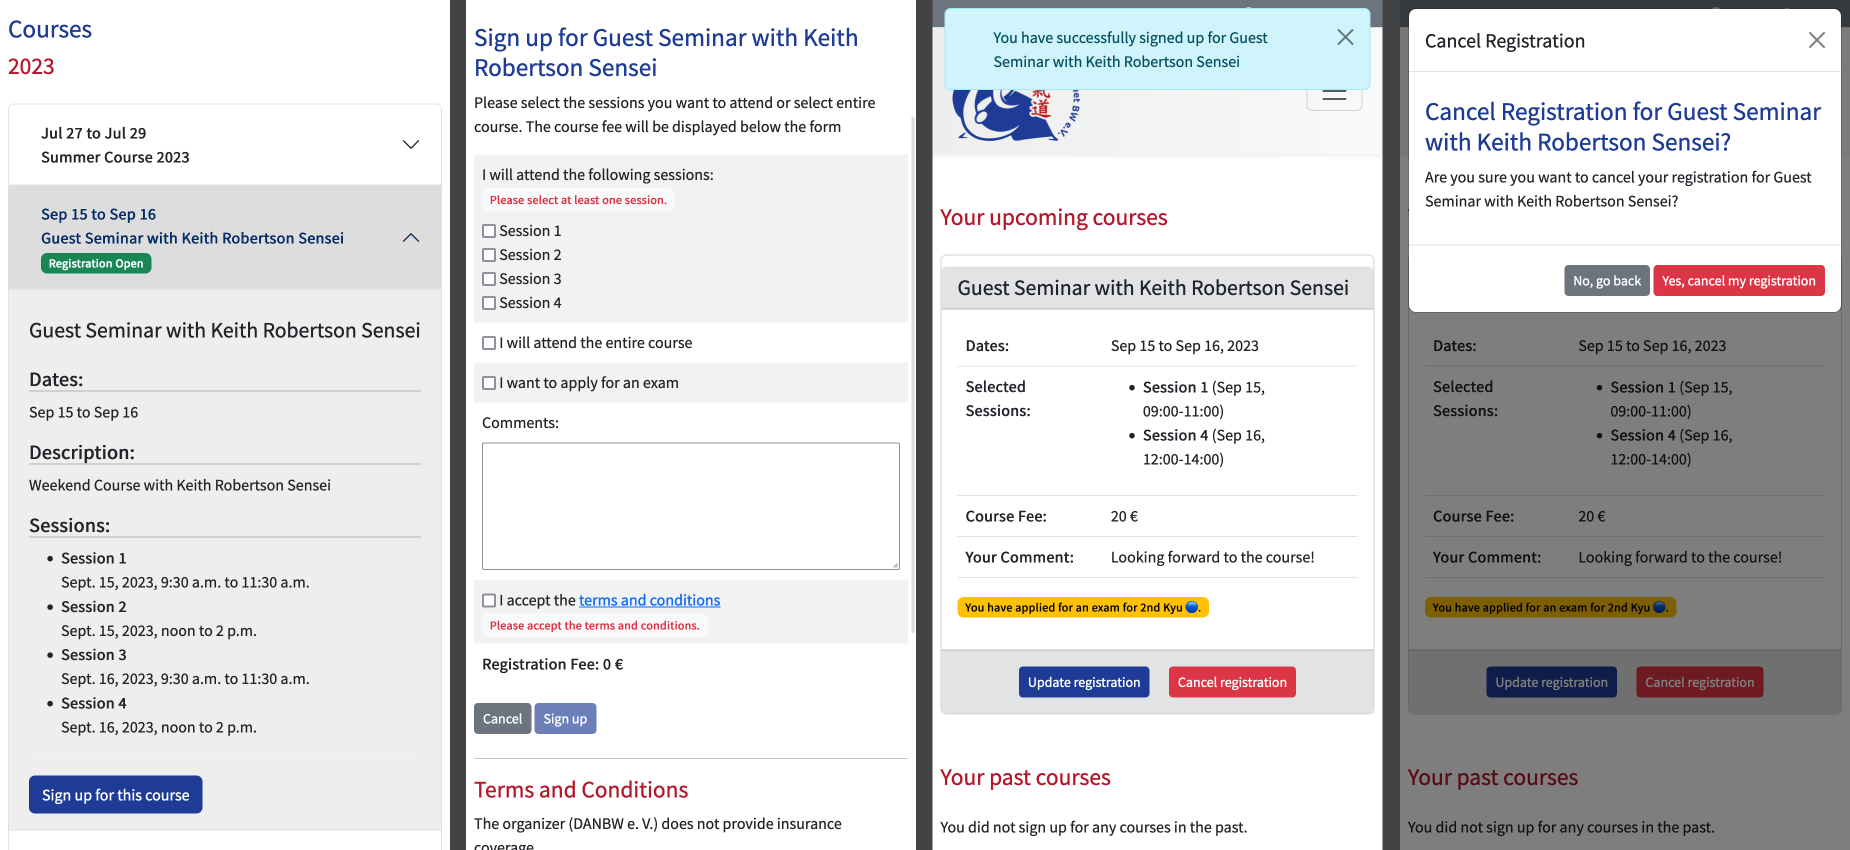 Courses
2023
Jul 27 to Jul 29
Summer Course 2023
Sep 15 to Sep 16
Guest Seminar with Keith Robertson Sensei
Registration Open
Guest Seminar with Keith Robertson Sensei
Dates:
Sep 15 to Sep 16
Description:
Weekend Course with Keith Robertson Sensei
Sessions:
• Session 1
Sept. 15, 2023, 9:30 a.m. to 11:30 a.m.
• Session 2
Sept. 15, 2023, noon to 2 p.m.
• Session 3
Sept. 16, 2023, 9:30 a.m. to 11:30 a.m.
• Session 4
Sept. 16, 2023, noon to 2 p.m.
Sign up for this course
Sign up for Guest Seminar with Keith
Robertson Sensei
Please select the sessions you want to attend or select entire
course. The course fee will be displayed below the form
I will attend the following sessions:
Please select at least one session.
Session 1
Session 2
Session 3
Session 4
I will attend the entire course
I want to apply for an exam
Comments:
I accept the terms and conditions
Please accept the terms and conditions.
Registration Fee: 0 €
Cancel Sign up
Terms and Conditions
The organizer (DANBW e. V.) does not provide insurance
coverage
You have successfully signed up for Guest
Seminar with Keith Robertson Sensei
氣道
BW e.V.
Your upcoming courses
Guest Seminar with Keith Robertson Sensei
Dates: Sep 15 to Sep 16, 2023
Selected
Sessions:
• Session 1 (Sep 15,
09:00-11:00)
• Session 4 (Sep 16,
12:00-14:00)
Course Fee: 20 €
Your Comment: Looking forward to the course!
You have applied for an exam for 2nd Kyu 🔵.
Update registration Cancel registration
Your past courses
You did not sign up for any courses in the past.
Cancel Registration
Cancel Registration for Guest Seminar
with Keith Robertson Sensei?
Are you sure you want to cancel your registration for Guest
Seminar with Keith Robertson Sensei?
No, go back Yes, cancel my registration
Dates: Sep 15 to Sep 16, 2023
Selected
Sessions:
• Session 1 (Sep 15,
09:00-11:00)
• Session 4 (Sep 16,
12:00-14:00)
Course Fee: 20 €
Your Comment: Looking forward to the course!
You have applied for an exam for 2nd Kyu 🔵.
Update registration Cancel registration
Your past courses
You did not sign up for any courses in the past.